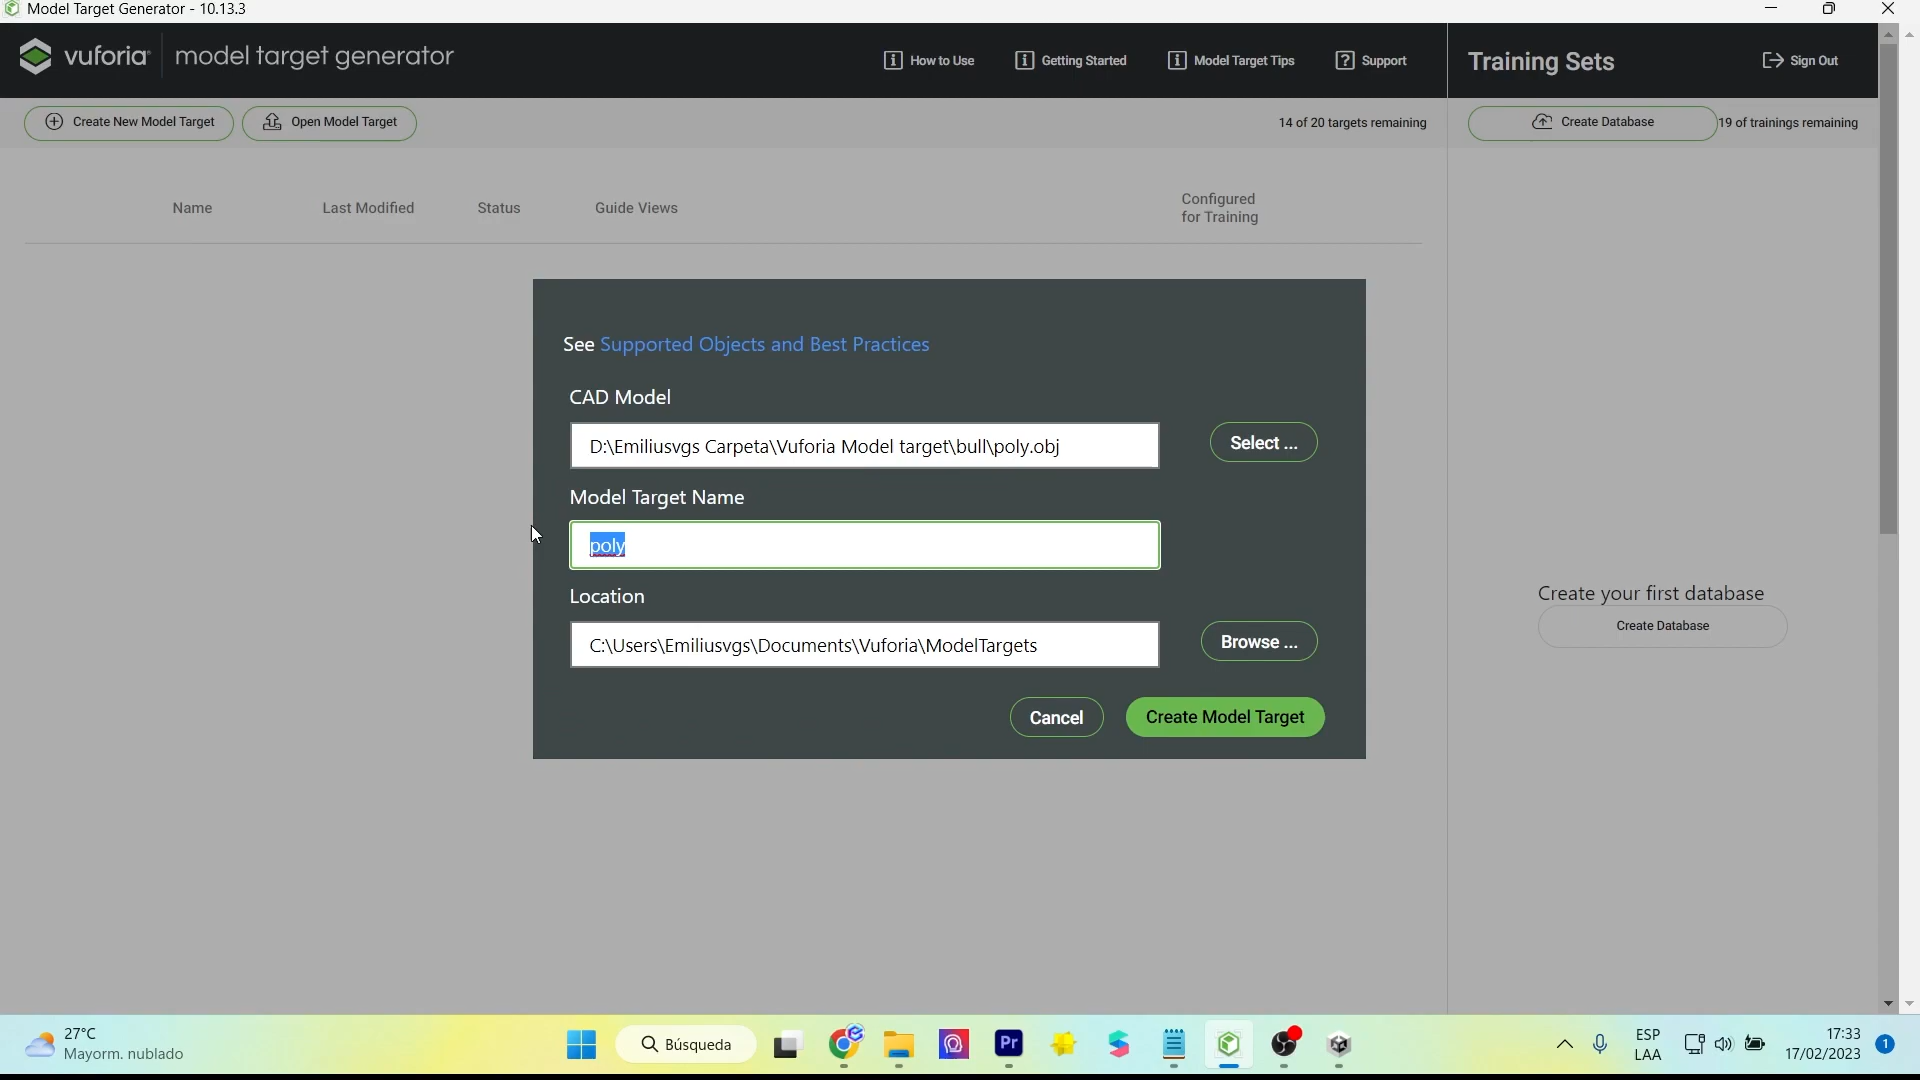 Model Target Generator - 10.13.3
vuforia | model target generator
How to Use
Getting Started
Model Target Tips
Support
Training Sets
Sign Out
Create New Model Target
Open Model Target
14 of 20 targets remaining
Create Database
19 of trainings remaining
Name
Last Modified
Status
Guide Views
Configured
for Training
See Supported Objects and Best Practices
CAD Model
D:\Emiliusvgs Carpeta\Vuforia Model target\bull\poly.obj
Select ...
Model Target Name
poly
Location
C:\Users\Emiliusvgs\Documents\Vuforia\ModelTargets
Browse ...
Cancel
Create Model Target
Create your first database
Create Database
27°C
Mayorm. nublado
Búsqueda
Pr
ESP
LAA
17:33
17/02/2023
1